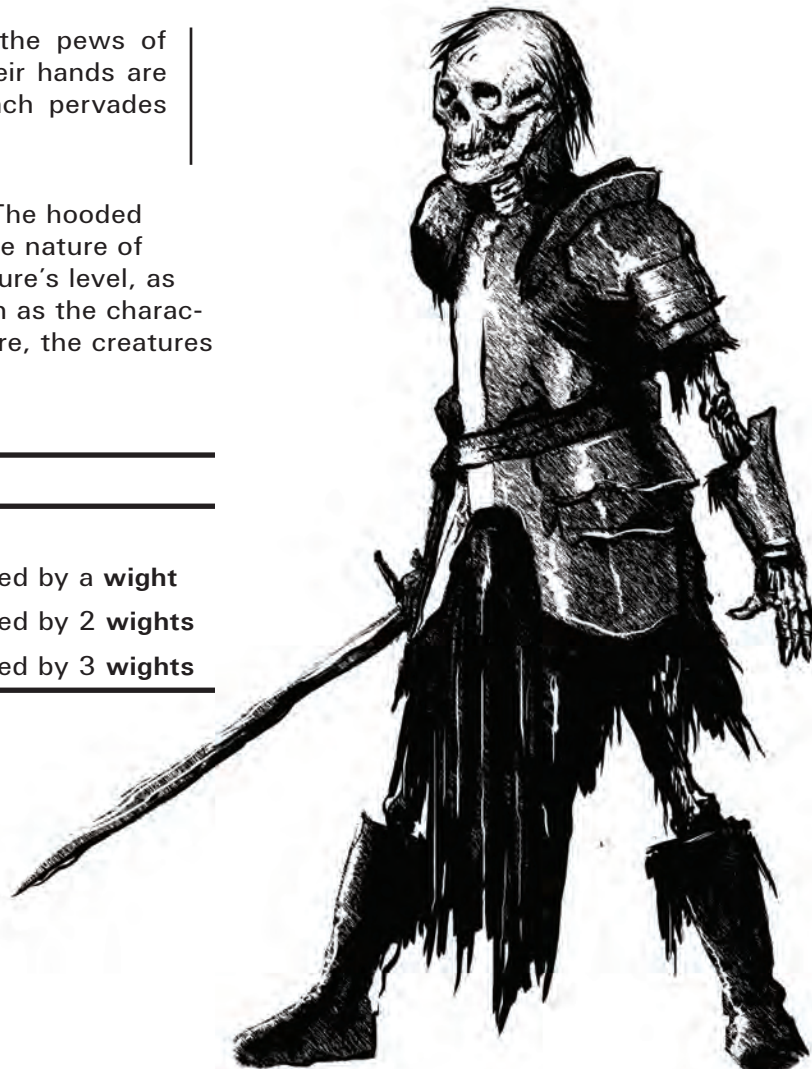 the pews of
eir hands are
ch pervades
The hooded
e nature of
ure's level, as
n as the charac-
re, the creatures
ed by a wight
ed by 2 wights
ed by 3 wights